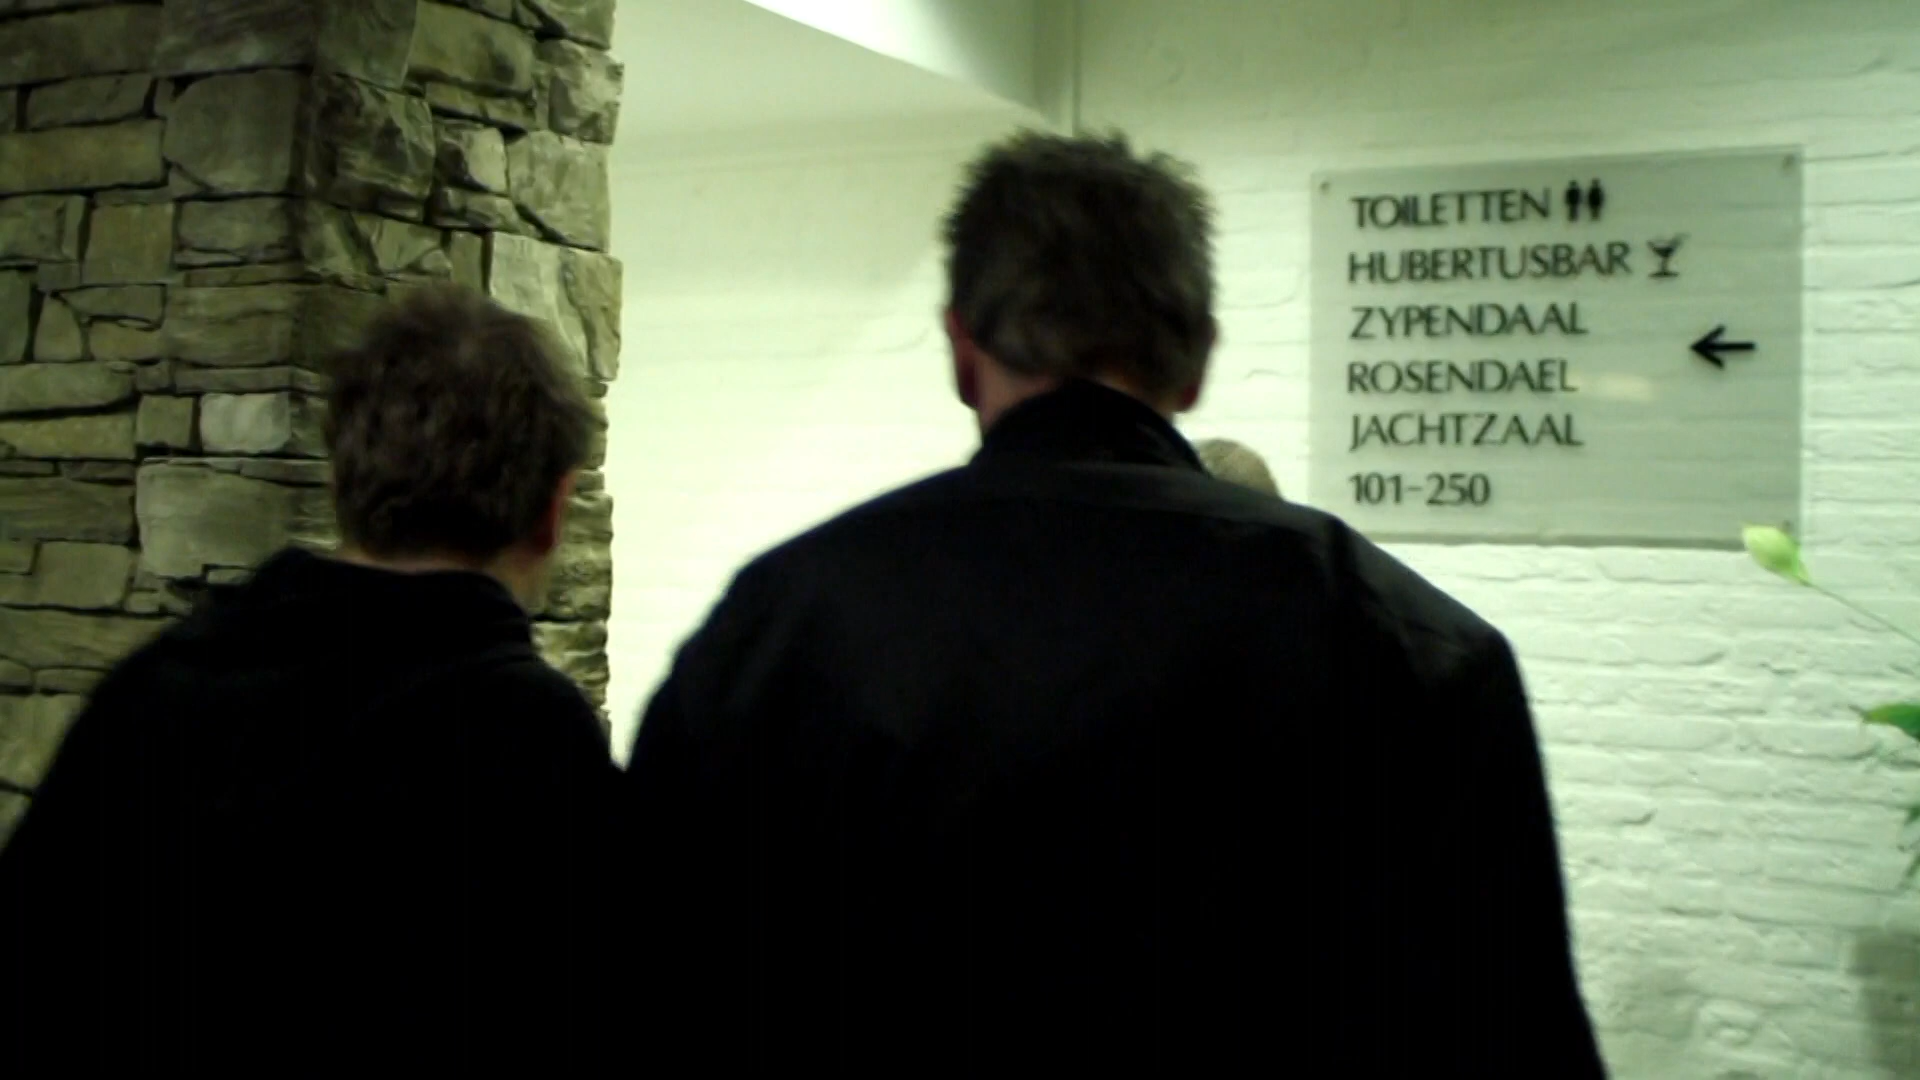 TOILETTEN
HUBERTUSBAR
ZYPENDAAL
ROSENDAEL
JACHTZAAL
101-250